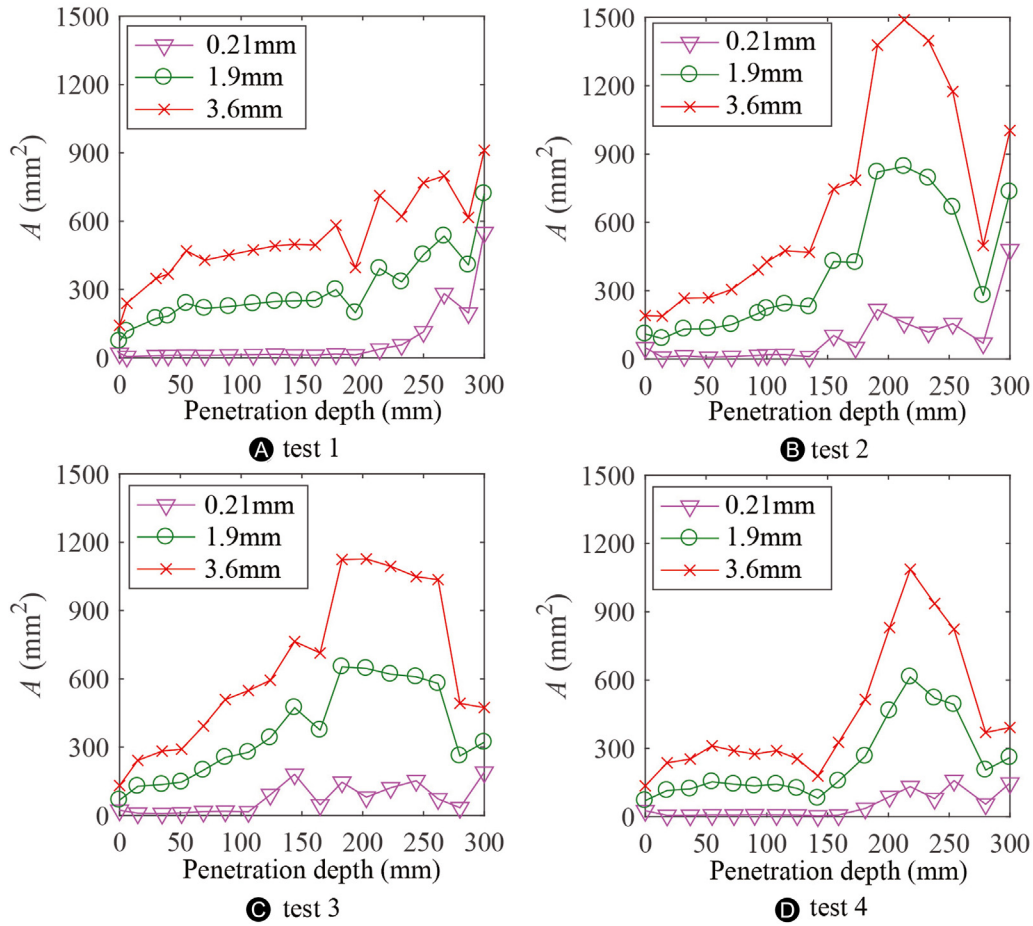 1500
1200
900
600
300
0
A (mm²)
0.21mm
1.9mm
3.6mm
0 50 100 150 200 250 300
Penetration depth (mm)
A test 1
1500
1200
900
600
300
0
A (mm²)
0.21mm
1.9mm
3.6mm
0 50 100 150 200 250 300
Penetration depth (mm)
B test 2
1500
1200
900
600
300
0
A (mm²)
0.21mm
1.9mm
3.6mm
0 50 100 150 200 250 300
Penetration depth (mm)
C test 3
1500
1200
900
600
300
0
A (mm²)
0.21mm
1.9mm
3.6mm
0 50 100 150 200 250 300
Penetration depth (mm)
D test 4